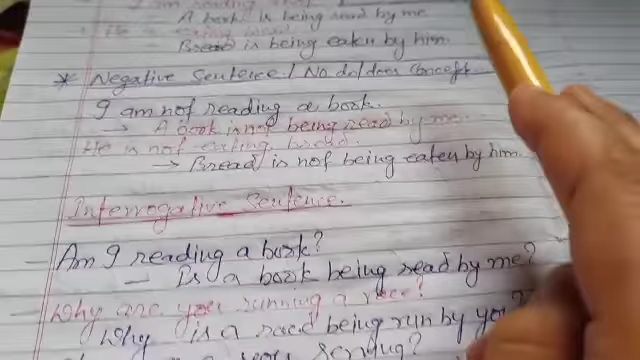 I am reading
A book is being read by me.
Bread is being eaten by him.
* Negative Sentence / No do/does Concept
I am not reading a book.
→ A book is not being read by me.
He is not eating bread.
→ Bread is not being eaten by him.
Interrogative Sentence.
- Am I reading a book?
- Is a book being read by me?
- Why are you running a race?
Why is a race being run by you?